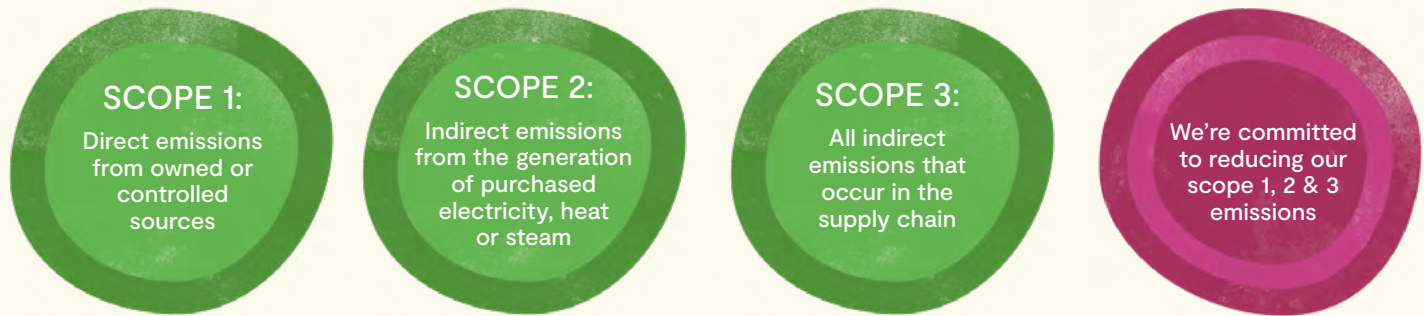 SCOPE 1:
Direct emissions
from owned or
controlled
sources
SCOPE 2:
Indirect emissions
from the generation
of purchased
electricity, heat
or steam
SCOPE 3:
All indirect
emissions that
occur in the
supply chain
We’re committed
to reducing our
scope 1, 2 & 3
emissions